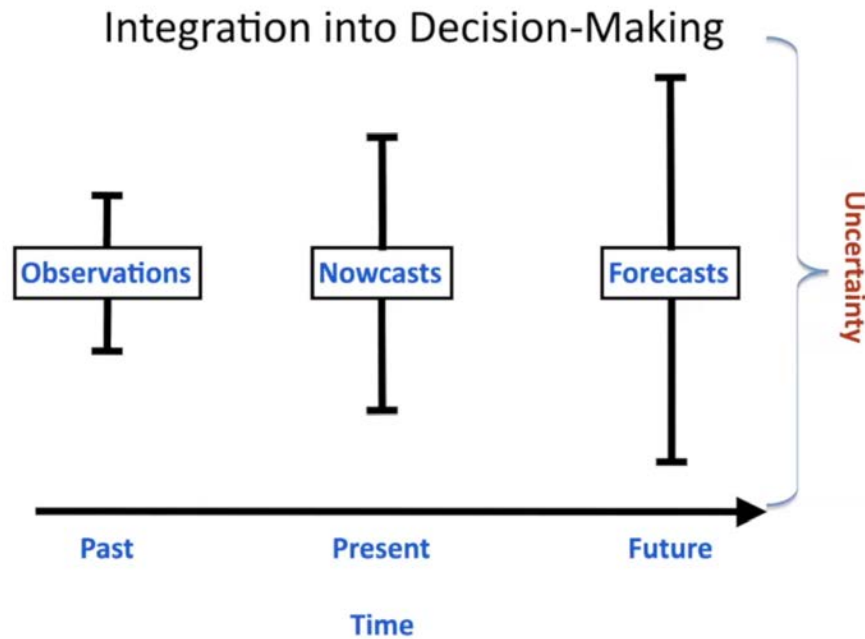 Integration into Decision-Making
Observations
Nowcasts
Forecasts
Uncertainty
Past
Present
Future
Time